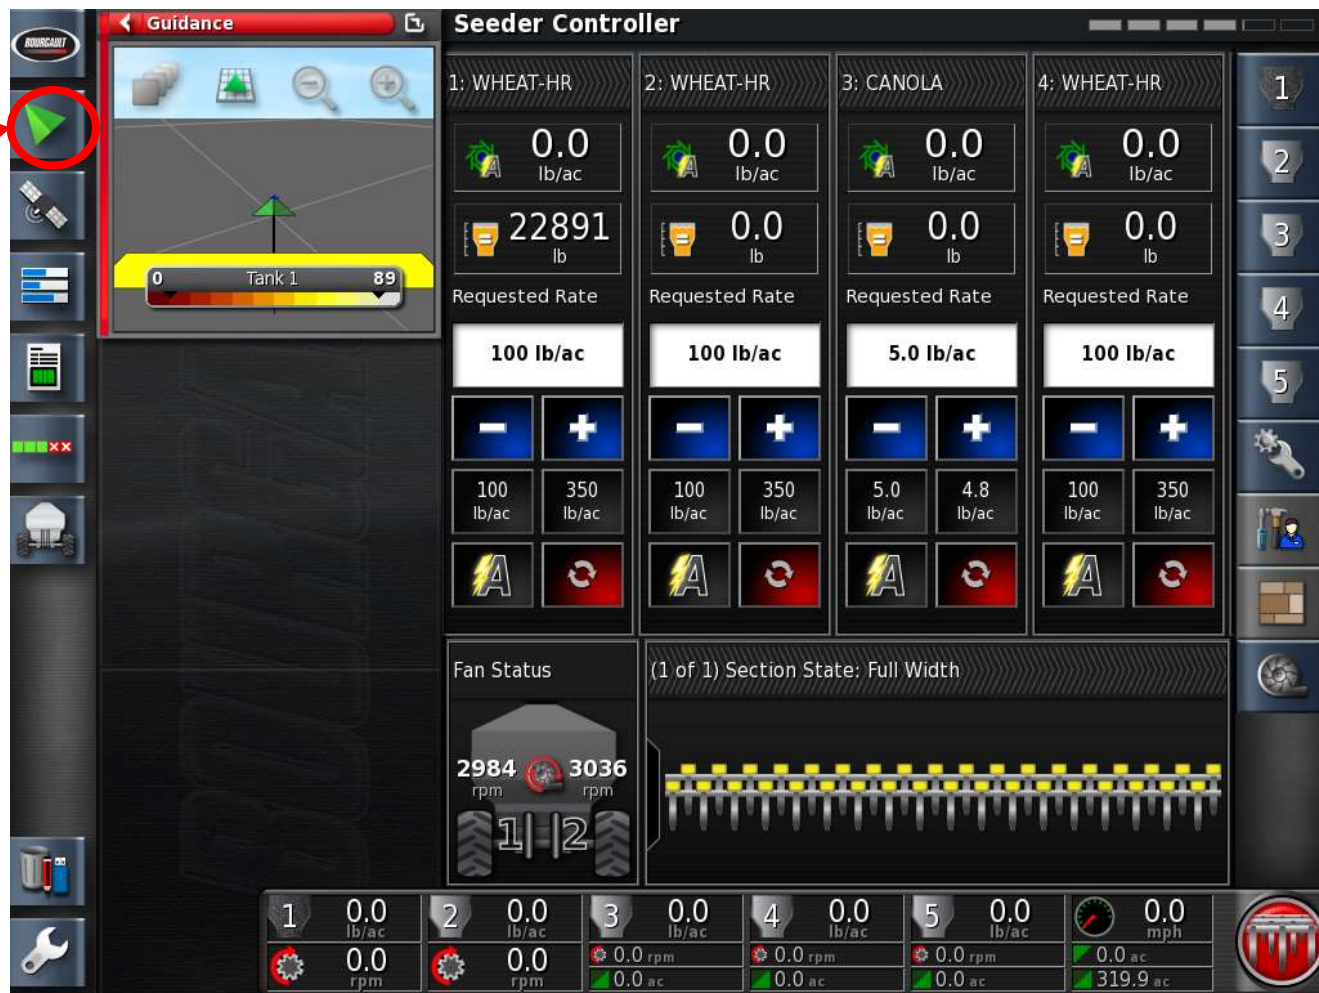 BOURGAULT
Guidance
Seeder Controller
0 Tank 1 89
1: WHEAT-HR
0.0
lb/ac
22891
lb
Requested Rate
100 lb/ac
100 lb/ac
350 lb/ac
A
2: WHEAT-HR
0.0
lb/ac
0.0
lb
Requested Rate
100 lb/ac
100 lb/ac
350 lb/ac
A
3: CANOLA
0.0
lb/ac
0.0
lb
Requested Rate
5.0 lb/ac
5.0 lb/ac
4.8 lb/ac
A
4: WHEAT-HR
0.0
lb/ac
0.0
lb
Requested Rate
100 lb/ac
100 lb/ac
350 lb/ac
A
1
2
3
4
5
Fan Status
2984 rpm
3036 rpm
1 2
(1 of 1) Section State: Full Width
1 0.0 lb/ac
0.0 rpm
2 0.0 lb/ac
0.0 rpm
3 0.0 lb/ac
0.0 rpm
0.0 ac
4 0.0 lb/ac
0.0 rpm
0.0 ac
5 0.0 lb/ac
0.0 rpm
0.0 ac
0.0 mph
0.0 ac
319.9 ac